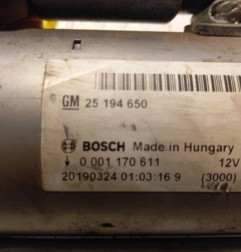 GM 25 194 650
BOSCH Made in Hungary
↓ 0 001 170 611 12V
20190324 01:03:16 9 (3000)